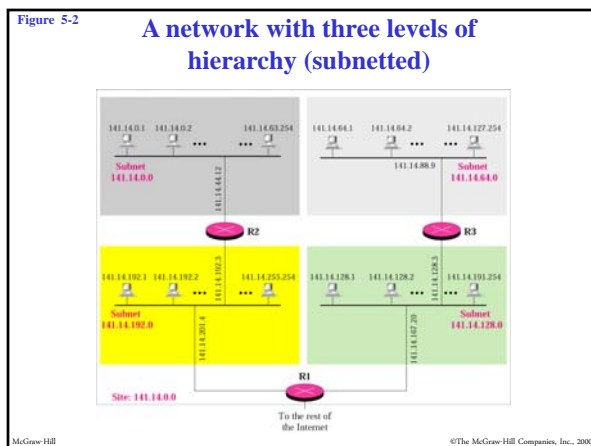 Figure 5-2
A network with three levels of
hierarchy (subnetted)
141.14.0.1 141.14.0.2 ••• 141.14.63.254
Subnet
141.14.0.0
141.14.44.12
R2
141.14.64.1 141.14.64.2 ••• 141.14.127.254
141.14.88.9
Subnet
141.14.64.0
R3
141.14.192.3
141.14.192.1 141.14.192.2 ••• 141.14.255.254
Subnet
141.14.192.0
141.14.201.4
141.14.128.3
141.14.128.1 141.14.128.2 ••• 141.14.191.254
Subnet
141.14.128.0
141.14.167.20
R1
Site: 141.14.0.0
To the rest of
the Internet
McGraw-Hill
©The McGraw-Hill Companies, Inc., 2000